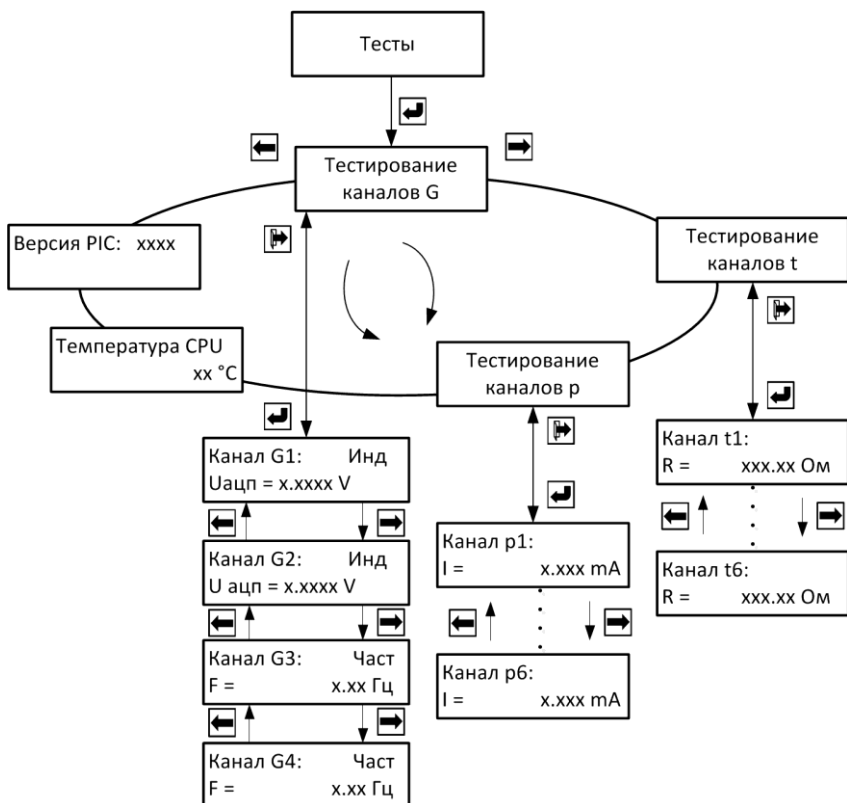 Тесты
Тестирование
каналов G
Версия PIC: xxxx
Тестирование
каналов t
Температура CPU
xx °C
Тестирование
каналов p
Канал G1: Инд
Uацп = x.xxxx V
Канал t1:
R = xxx.xx Ом
Канал G2: Инд
U ацп = x.xxxx V
Канал p1:
I = x.xxx mA
Канал t6:
R = xxx.xx Ом
Канал G3: Част
F = x.xx Гц
Канал p6:
I = x.xxx mA
Канал G4: Част
F = x.xx Гц